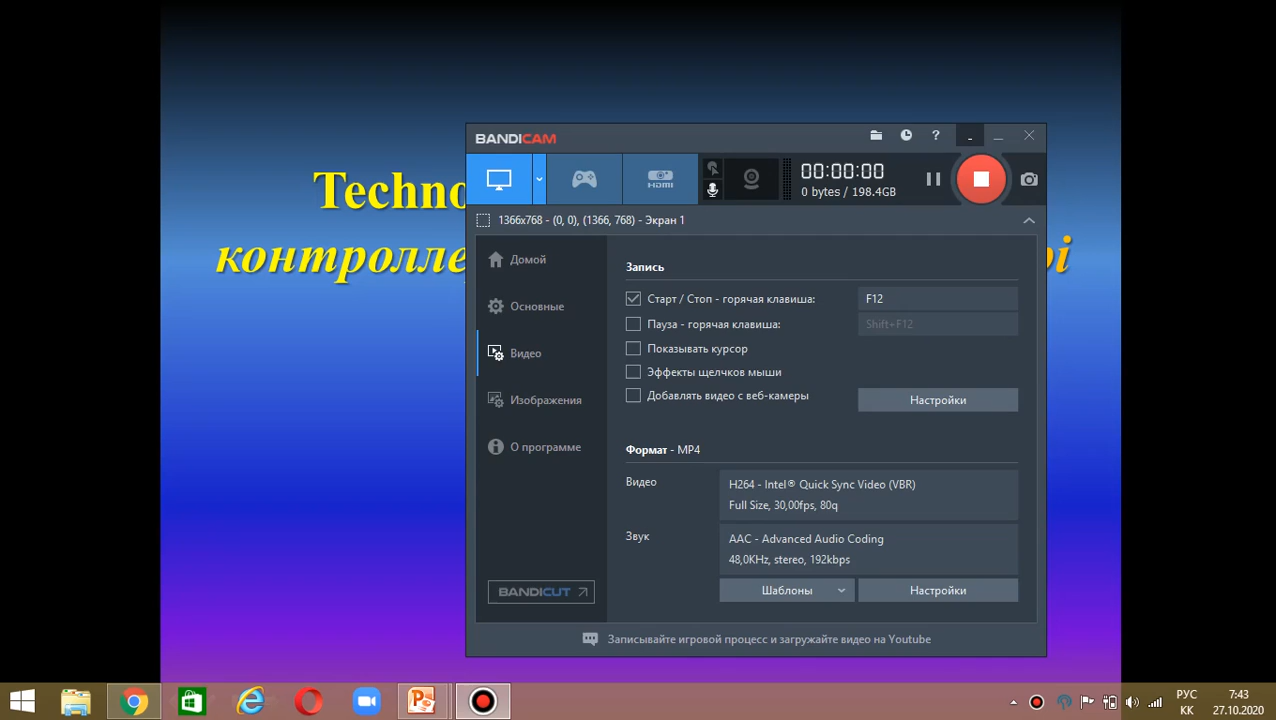 Techno
контролле
рі
BANDICAM
?
HDMI
00:00:00
0 bytes / 198.4GB
1366x768 - (0, 0), (1366, 768) - Экран 1
Домой
Основные
Видео
Изображения
О программе
BANDICUT
Запись
Старт / Стоп - горячая клавиша:
F12
Пауза - горячая клавиша:
Shift+F12
Показывать курсор
Эффекты щелчков мыши
Добавлять видео с веб-камеры
Настройки
Формат - MP4
Видео
H264 - Intel® Quick Sync Video (VBR)
Full Size, 30,00fps, 80q
Звук
AAC - Advanced Audio Coding
48,0KHz, stereo, 192kbps
Шаблоны
Настройки
Записывайте игровой процесс и загружайте видео на Youtube
РУС
КК
7:43
27.10.2020